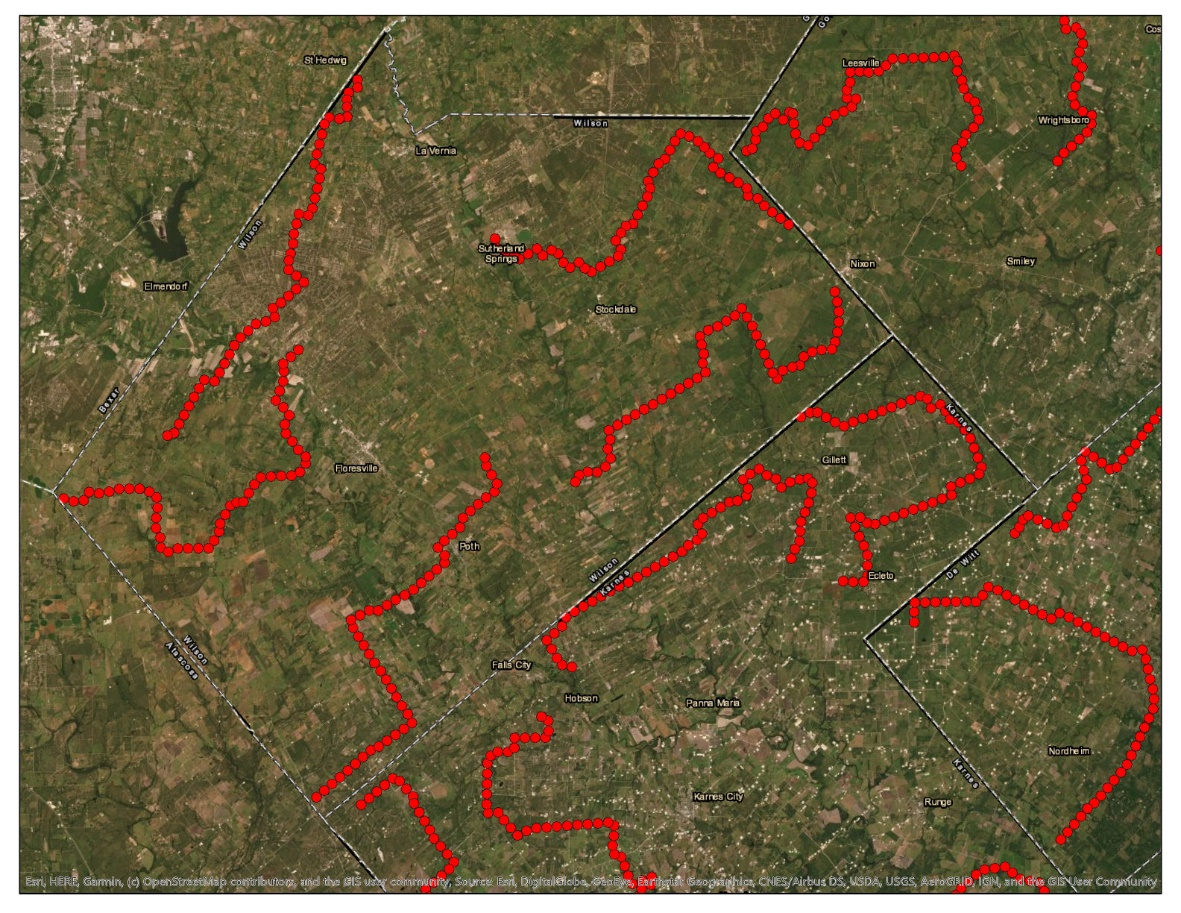 Cos
St Hedwig
Leesville
Wilson
Wrightsboro
La Vernia
Wilson
Sutherland
Springs
Nixon
Smiley
Elmendorf
Stockdale
Bexar
Karnes
Gillett
Floresville
Poth
De Witt
Wilson
Karnes
Ecleto
Wilson
Atascosa
Falls City
Hobson
Panna Maria
Nordheim
Karnes
Karnes City
Runge
Esri, HERE, Garmin, (c) OpenStreetMap contributors, and the GIS user community, Source: Esri, DigitalGlobe, GeoEye, Earthstar Geographics, CNES/Airbus DS, USDA, USGS, AeroGRID, IGN, and the GIS User Community